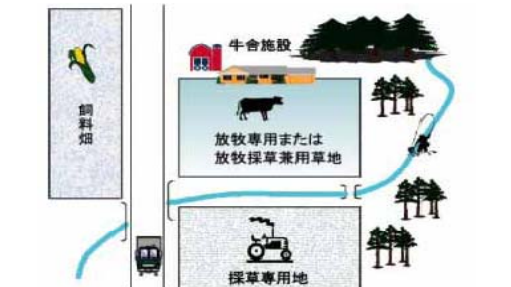 牛舎施設
飼料畑
放牧専用または
放牧採草兼用草地
採草専用地